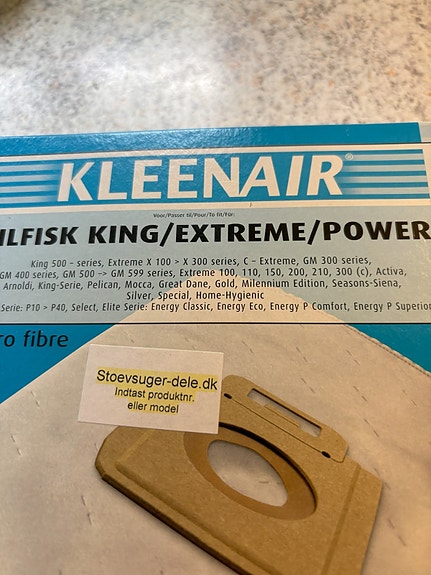 KLEENAIR®
Voor/Passer til/Pour/To fit/Für:
ILFISK KING/EXTREME/POWER
King 500 - series, Extreme X 100 > X 300 series, C - Extreme, GM 300 series,
GM 400 series, GM 500 -> GM 599 series, Extreme 100, 110, 150, 200, 210, 300 (c), Activa,
Arnoldi, King-Serie, Pelican, Mocca, Great Dane, Gold, Milennium Edition, Seasons-Siena,
Silver, Special, Home-Hygienic
Serie: P10 > P40, Select, Elite Serie: Energy Classic, Energy Eco, Energy P Comfort, Energy P Superio
ro fibre
Stoevsuger-dele.dk
Indtast produktnr.
eller model